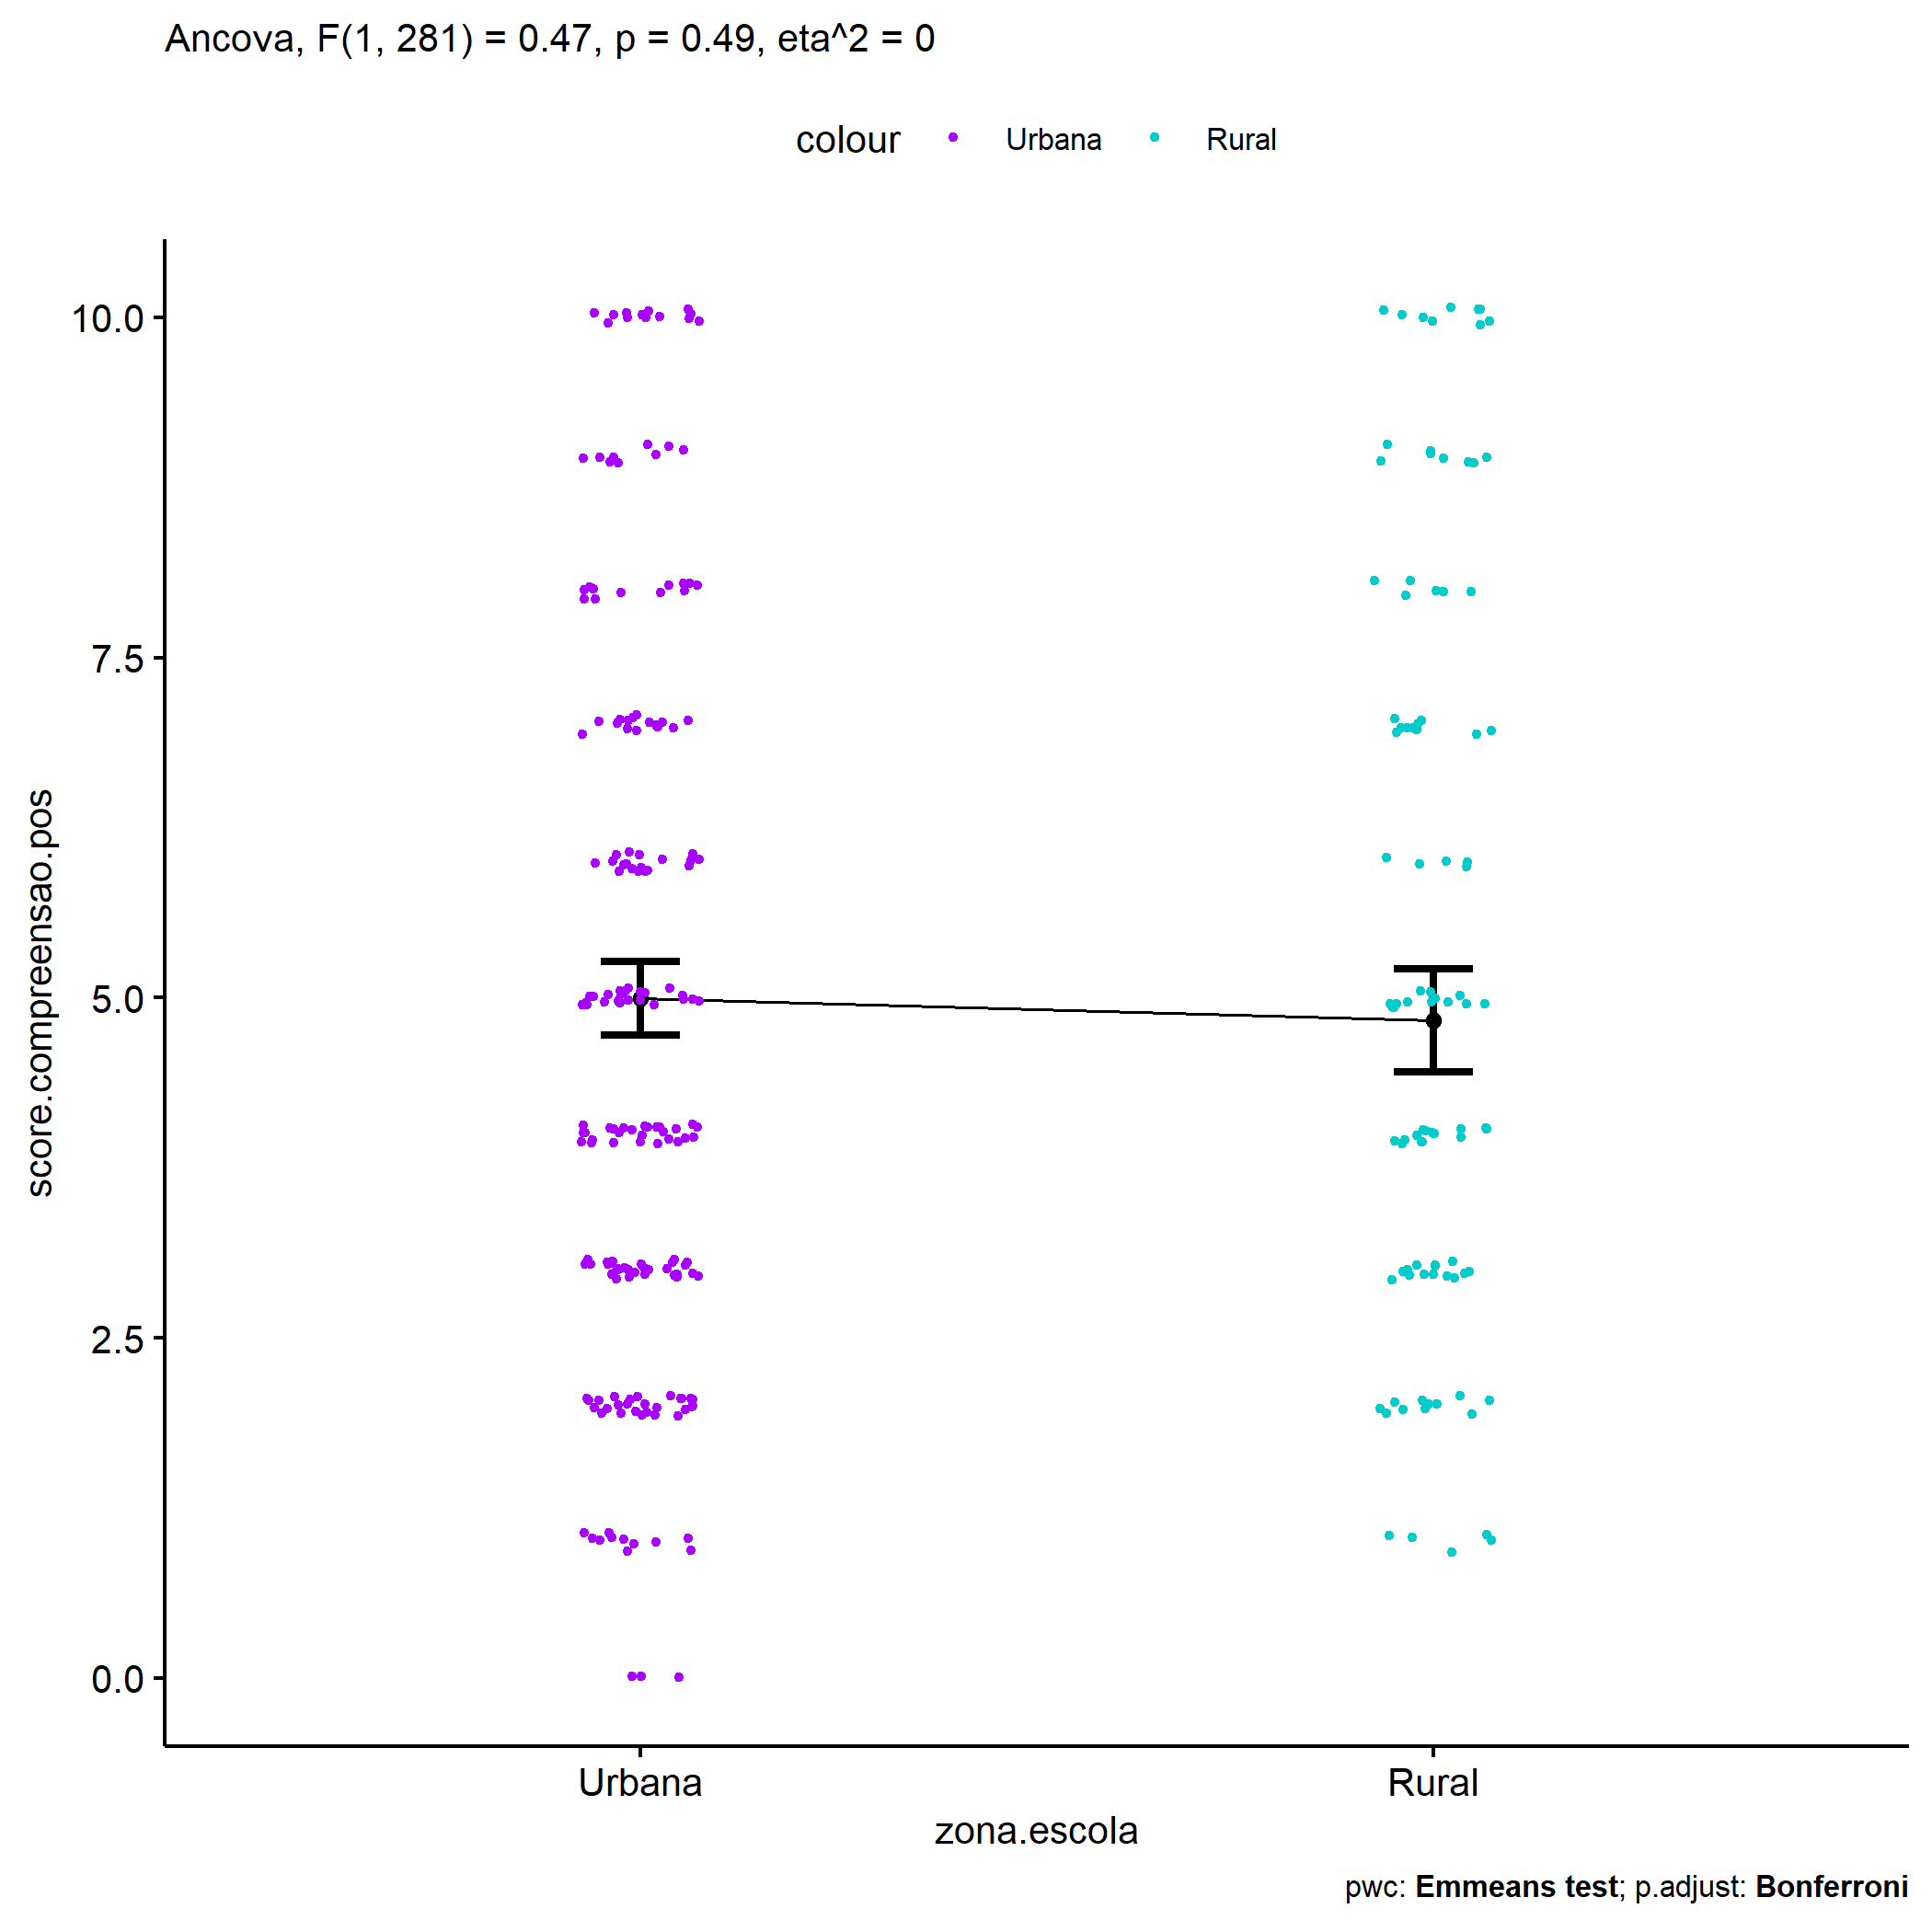 Ancova, F(1, 281) = 0.47, p = 0.49, eta^2 = 0
colour Urbana Rural
10.0
7.5
5.0
2.5
0.0
score.compreensao.pos
Urbana Rural
zona.escola
pwc: Emmeans test; p.adjust: Bonferroni